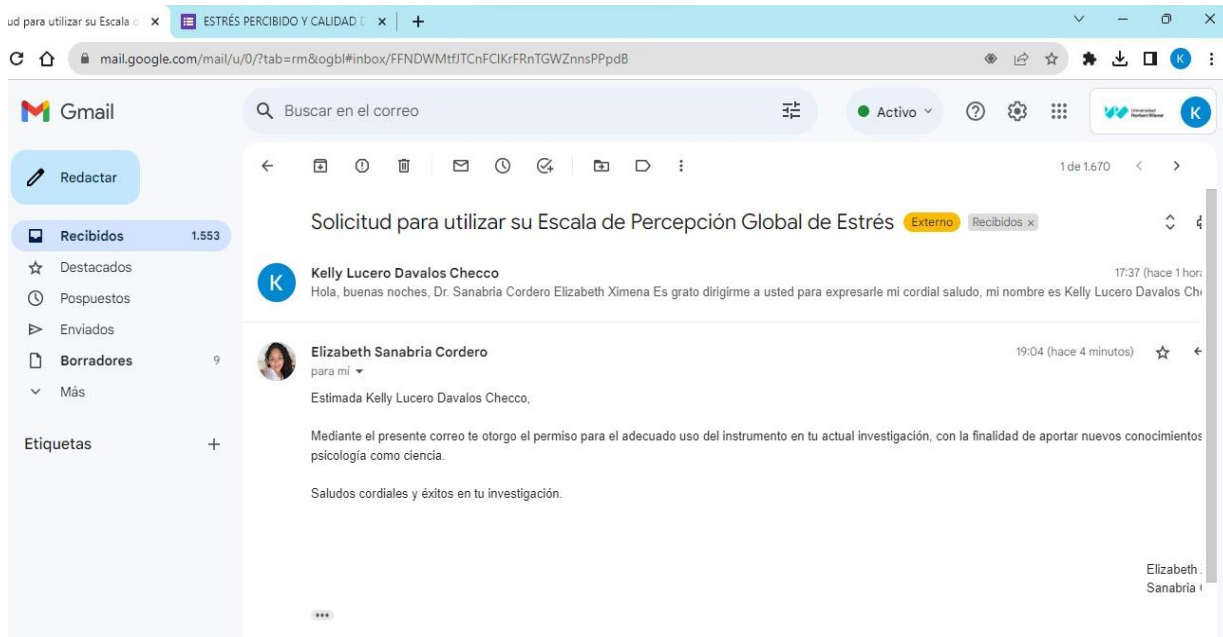 ud para utilizar su Escala
ESTRÉS PERCIBIDO Y CALIDAD
mail.google.com/mail/u/0/?tab=rm&ogbl#inbox/FFNDWMtfJTCnFClKrFRnTGWZnnsPPpdB
K
Gmail
Buscar en el correo
Activo
Universidad
Norbert Wiener
K
Redactar
1 de 1.670
Solicitud para utilizar su Escala de Percepción Global de Estrés Externo Recibidos x
Recibidos 1.553
Destacados
Pospuestos
Enviados
Borradores 9
Más
Etiquetas
K
Kelly Lucero Davalos Checco 17:37 (hace 1 hora
Hola, buenas noches, Dr. Sanabria Cordero Elizabeth Ximena Es grato dirigirme a usted para expresarle mi cordial saludo, mi nombre es Kelly Lucero Davalos Ch
Elizabeth Sanabria Cordero 19:04 (hace 4 minutos)
para mí
Estimada Kelly Lucero Davalos Checco,
Mediante el presente correo te otorgo el permiso para el adecuado uso del instrumento en tu actual investigación, con la finalidad de aportar nuevos conocimientos
psicología como ciencia.
Saludos cordiales y éxitos en tu investigación.
Elizabeth
Sanabria